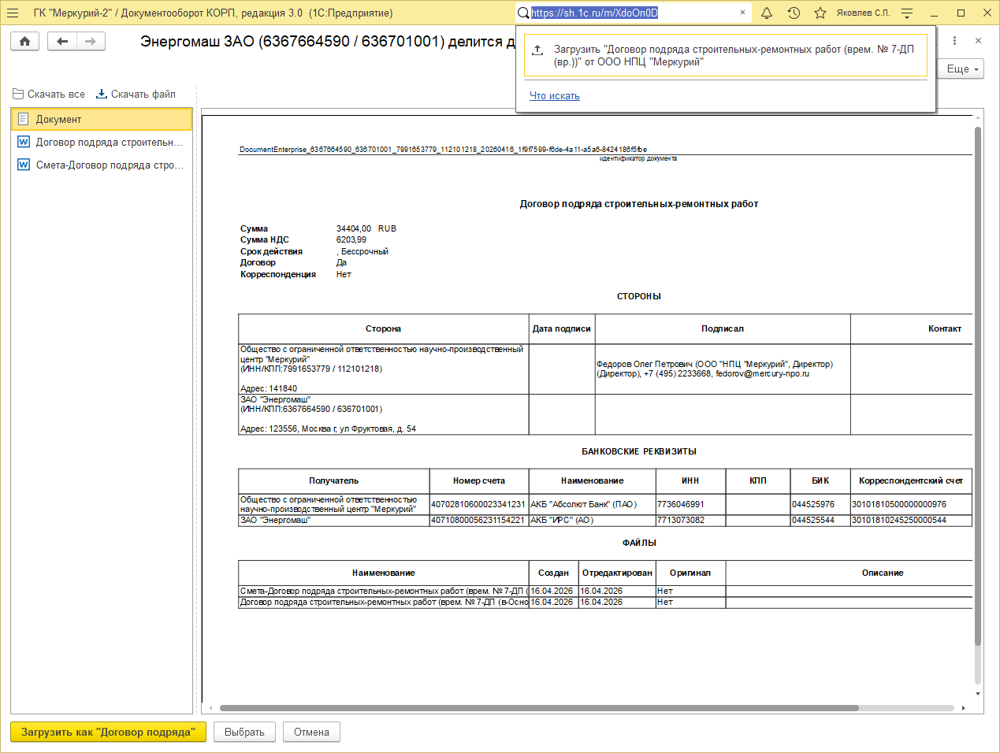 ГК "Меркурий-2" / Документооборот КОРП, редакция 3.0 (1С:Предприятие)
https://sh.1c.ru/m/XdoOn0D
Яковлев С.П.
Энергомаш ЗАО (6367664590 / 636701001) делится д
Загрузить "Договор подряда строительных-ремонтных работ (врем. № 7-ДП
(вр.))" от ООО НПЦ "Меркурий"
Что искать
Еще
Скачать все
Скачать файл
Документ
Договор подряда строительн...
Смета-Договор подряда стро...
DocumentEnterprise_6367664590_636701001_7991653779_112101218_20260416_1f9f7599-f6de-4a11-a5a6-8424186f5fbe
идентификатор документа
Договор подряда строительных-ремонтных работ
Сумма 34404,00 RUB
Сумма НДС 6203,99
Срок действия , Бессрочный
Договор Да
Корреспонденция Нет
СТОРОНЫ
Сторона Дата подписи Подписал Контакт
Общество с ограниченной ответственностью научно-производственный
центр "Меркурий"
(ИНН/КПП:7991653779 / 112101218)
Адрес: 141840
Федоров Олег Петрович (ООО "НПЦ "Меркурий", Директор)
(Директор), +7 (495) 2233668, fedorov@mercury-npo.ru
ЗАО "Энергомаш"
(ИНН/КПП:6367664590 / 636701001)
Адрес: 123556, Москва г, ул Фруктовая, д. 54
БАНКОВСКИЕ РЕКВИЗИТЫ
Получатель Номер счета Наименование ИНН КПП БИК Корреспондентский счет
Общество с ограниченной ответственностью
научно-производственный центр "Меркурий"
40702810600023341231 АКБ "Абсолют Банк" (ПАО) 7736046991 044525976 30101810500000000976
ЗАО "Энергомаш" 40710800056231154221 АКБ "ИРС" (АО) 7713073082 044525544 30101810245250000544
ФАЙЛЫ
Наименование Создан Отредактирован Оригинал Описание
Смета-Договор подряда строительных-ремонтных работ (врем. № 7-ДП ( 16.04.2026 16.04.2026 Нет
Договор подряда строительных-ремонтных работ (врем. № 7-ДП (в-Осно 16.04.2026 16.04.2026 Нет
Загрузить как "Договор подряда"
Выбрать
Отмена